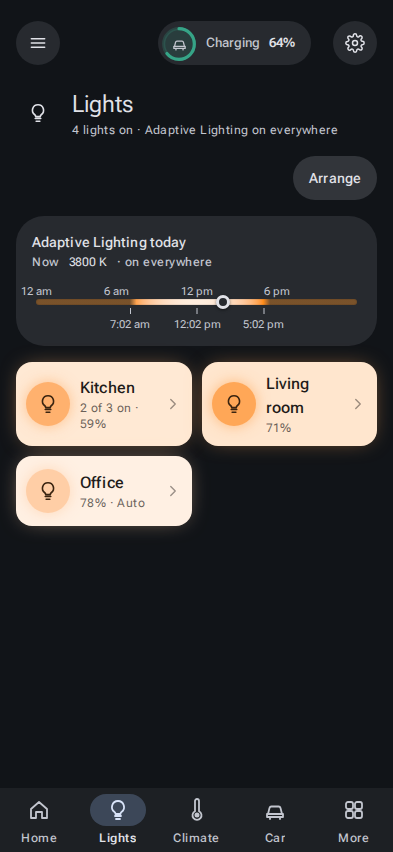 Charging 64%
Lights
4 lights on · Adaptive Lighting on everywhere
Arrange
Adaptive Lighting today
Now 3800 K · on everywhere
12 am 6 am 12 pm 6 pm
7:02 am 12:02 pm 5:02 pm
Kitchen
2 of 3 on ·
59%
Living
room
71%
Office
78% · Auto
Home Lights Climate Car More